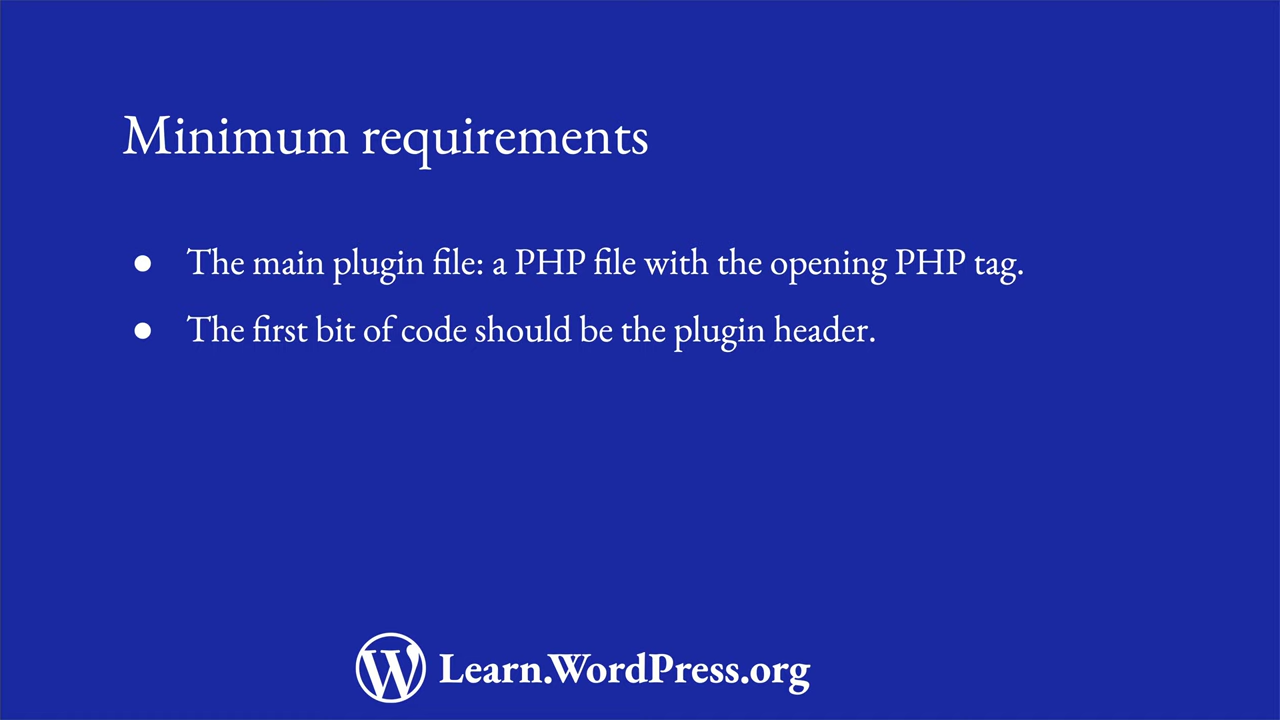 Minimum requirements
● The main plugin file: a PHP file with the opening PHP tag.
● The first bit of code should be the plugin header.
Learn.WordPress.org